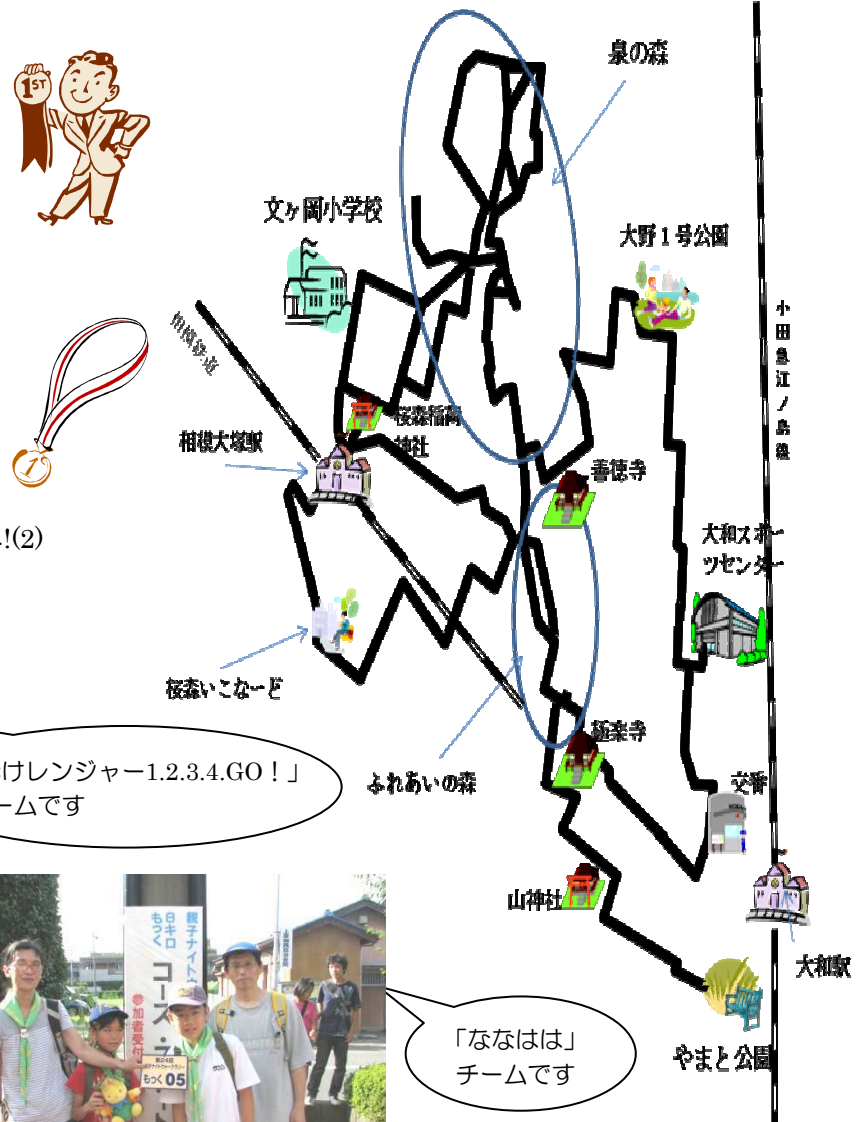 1ST
泉の森
文ヶ岡小学校
大野1号公園
小田急江ノ島線
相模鉄道
桜森稲荷
神社
相模大塚駅
善徳寺
1
!(2)
大和スポー
ツセンター
桜森いこなーど
極楽寺
けレンジャー1.2.3.4.GO!」
ームです
ふれあいの森
交番
山神社
大和駅
やまと公園
「ななはは」
チームです
親子ナイトウ
8キロ
もっく
コース
参加者受付
もっく 05